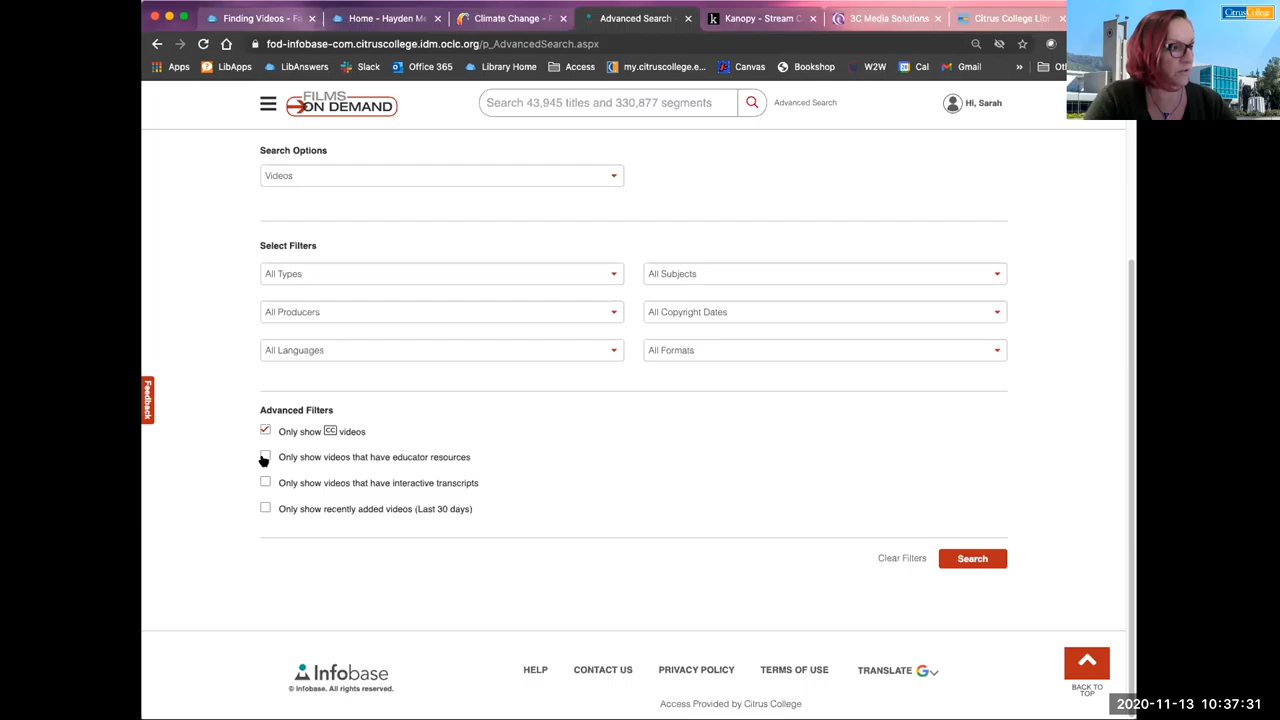 Finding Videos - Fa
Home - Hayden Me
Climate Change -
Advanced Search -
Kanopy - Stream C
3C Media Solutions
Citrus College Libr
CitrusCollege
fod-infobase-com.citruscollege.idm.oclc.org/p_AdvancedSearch.aspx
Apps
LibApps
LibAnswers
Slack
Office 365
Library Home
Access
my.citruscollege.e...
Canvas
Bookshop
W2W
Cal
Gmail
»
Ot
FILMS ON DEMAND
Search 43,945 titles and 330,877 segments
Advanced Search
Hi, Sarah
Search Options
Videos
Select Filters
All Types
All Subjects
All Producers
All Copyright Dates
All Languages
All Formats
Feedback
Advanced Filters
Only show CC videos
Only show videos that have educator resources
Only show videos that have interactive transcripts
Only show recently added videos (Last 30 days)
Clear Filters
Search
Infobase
© Infobase. All rights reserved.
HELP
CONTACT US
PRIVACY POLICY
TERMS OF USE
TRANSLATE
BACK TO
TOP
Access Provided by Citrus College
2020-11-13 10:37:31